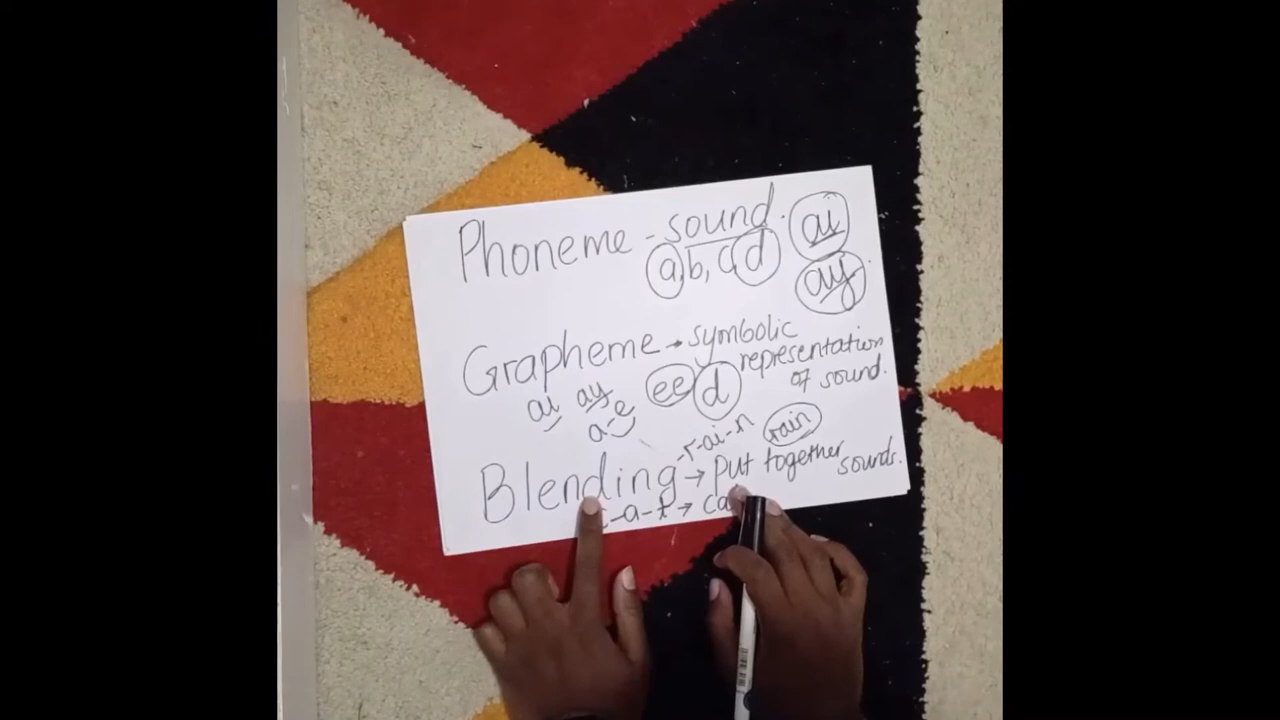 Phoneme - sound. ai
a, b, c, d ay.
Grapheme → symbolic
representation
of sound.
ai ay ee d
a-e
- r-ai-n rain
Blending → Put together
sounds.
-a-t → ca